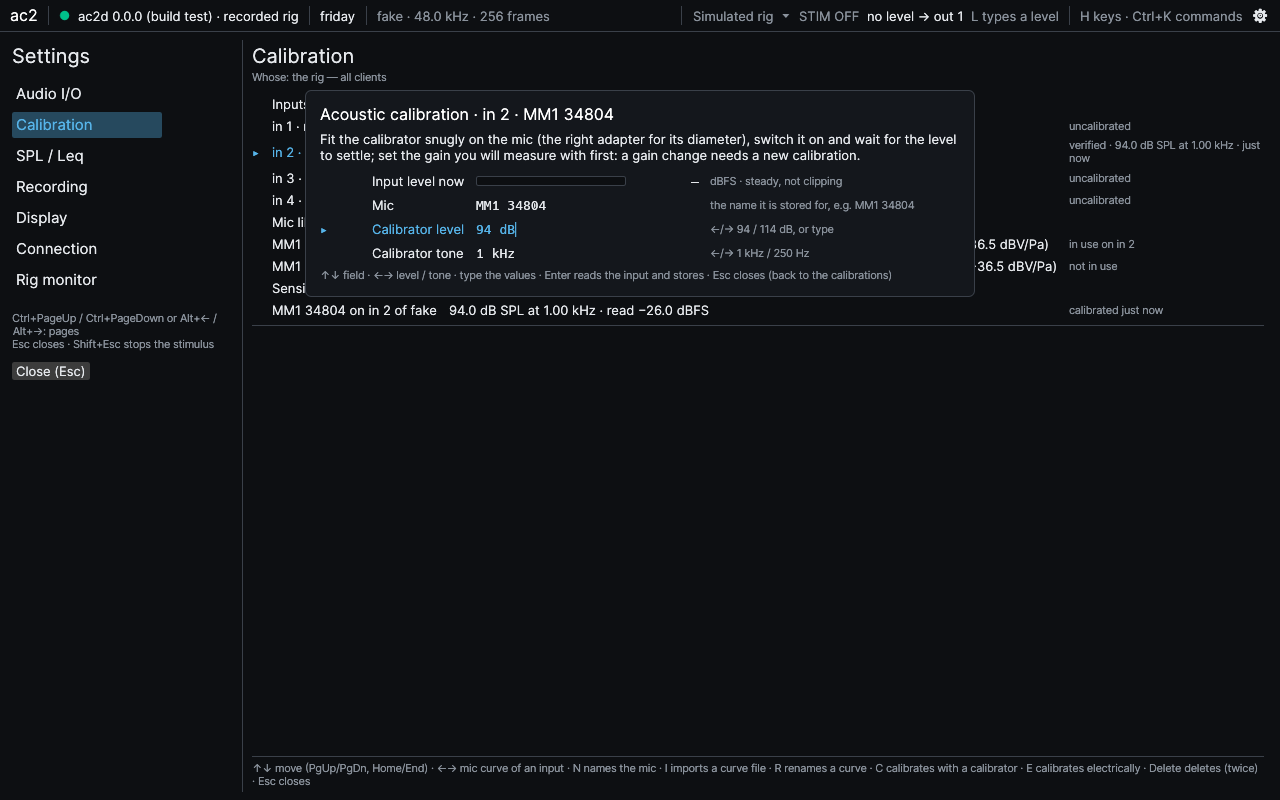 ac2 ac2d 0.0.0 (build test) · recorded rig friday fake · 48.0 kHz · 256 frames Simulated rig STIM OFF no level → out 1 L types a level H keys · Ctrl+K commands
Settings
Audio I/O
Calibration
SPL / Leq
Recording
Display
Connection
Rig monitor
Ctrl+PageUp / Ctrl+PageDown or Alt+← /
Alt+→: pages
Esc closes · Shift+Esc stops the stimulus
Close (Esc)
Calibration
Whose: the rig — all clients
Inputs
in 1 · uncalibrated
▸ in 2 · verified · 94.0 dB SPL at 1.00 kHz · just
now
in 3 · uncalibrated
in 4 · uncalibrated
Mic
MM1 36.5 dBV/Pa) in use on in 2
MM1 36.5 dBV/Pa) not in use
MM1 34804 on in 2 of fake 94.0 dB SPL at 1.00 kHz · read −26.0 dBFS calibrated just now
Acoustic calibration · in 2 · MM1 34804
Fit the calibrator snugly on the mic (the right adapter for its diameter), switch it on and wait for the level
to settle; set the gain you will measure with first: a gain change needs a new calibration.
Input level now – dBFS · steady, not clipping
Mic MM1 34804 the name it is stored for, e.g. MM1 34804
▸ Calibrator level 94 dB ←/→ 94 / 114 dB, or type
Calibrator tone 1 kHz ←/→ 1 kHz / 250 Hz
↑↓ field · ←→ level / tone · type the values · Enter reads the input and stores · Esc closes (back to the calibrations)
↑↓ move (PgUp/PgDn, Home/End) · ←→ mic curve of an input · N names the mic · I imports a curve file · R renames a curve · C calibrates with a calibrator · E calibrates electrically · Delete deletes (twice)
· Esc closes